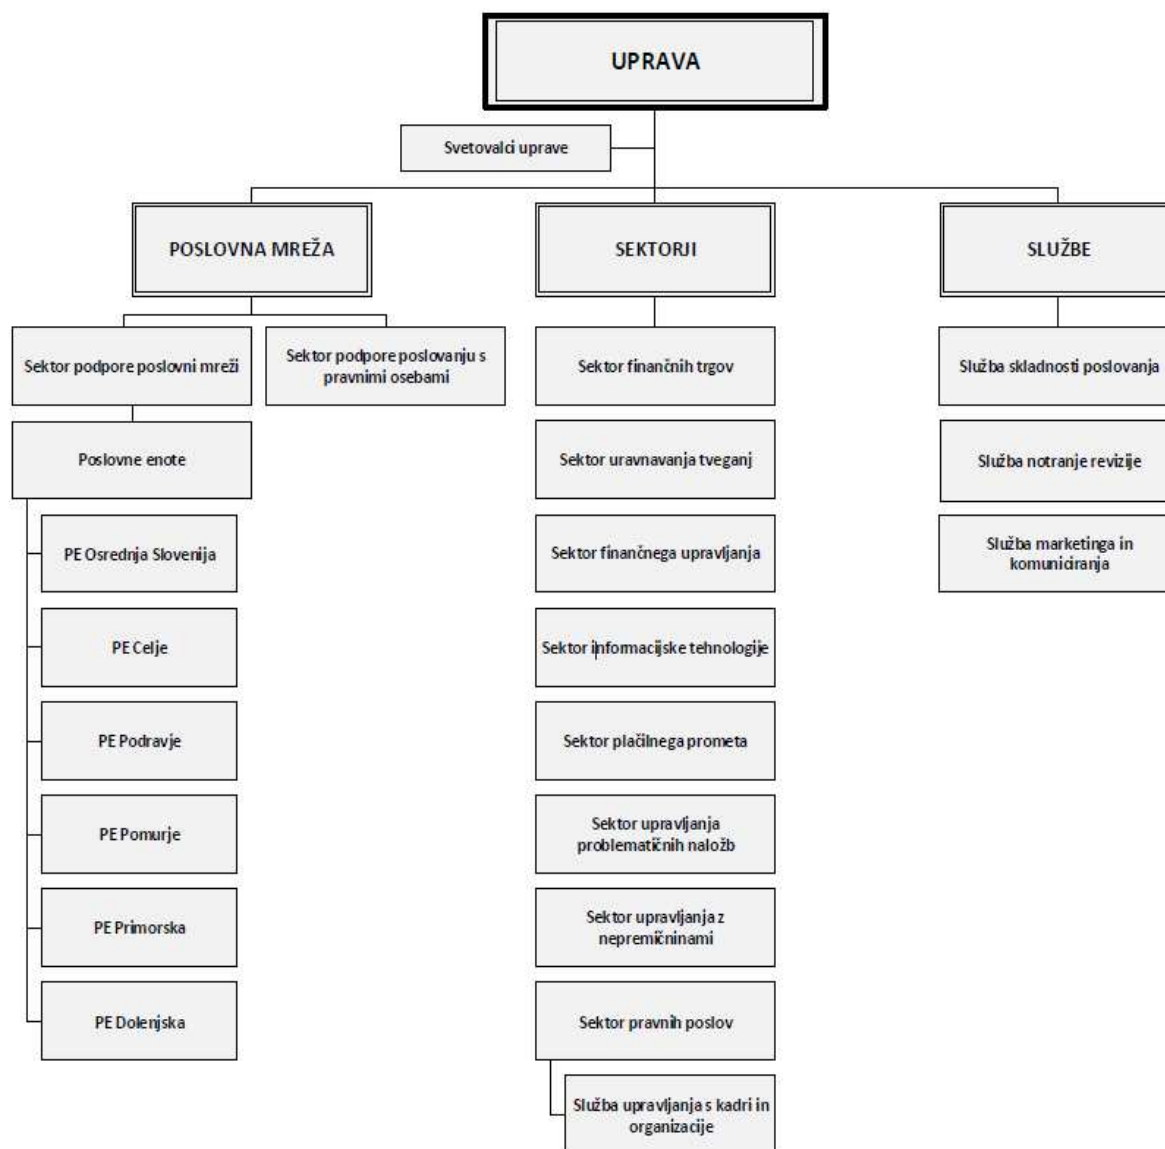 UPRAVA
Svetovalci uprave
POSLOVNA MREŽA
SEKTORJI
SLUŽBE
Sektor podpore poslovni mreži
Sektor podpore poslovanju s
pravnimi osebami
Sektor finančnih trgov
Služba skladnosti poslovanja
Poslovne enote
Sektor uravnavanja tveganj
Služba notranje revizije
PE Osrednja Slovenija
Sektor finančnega upravljanja
Služba marketinga in
komuniciranja
PE Celje
Sektor informacijske tehnologije
PE Podravje
Sektor plačilnega prometa
PE Pomurje
Sektor upravljanja
problematičnih naložb
PE Primorska
Sektor upravljanja z
nepremičninami
PE Dolenjska
Sektor pravnih poslov
Služba upravljanja s kadri in
organizacije